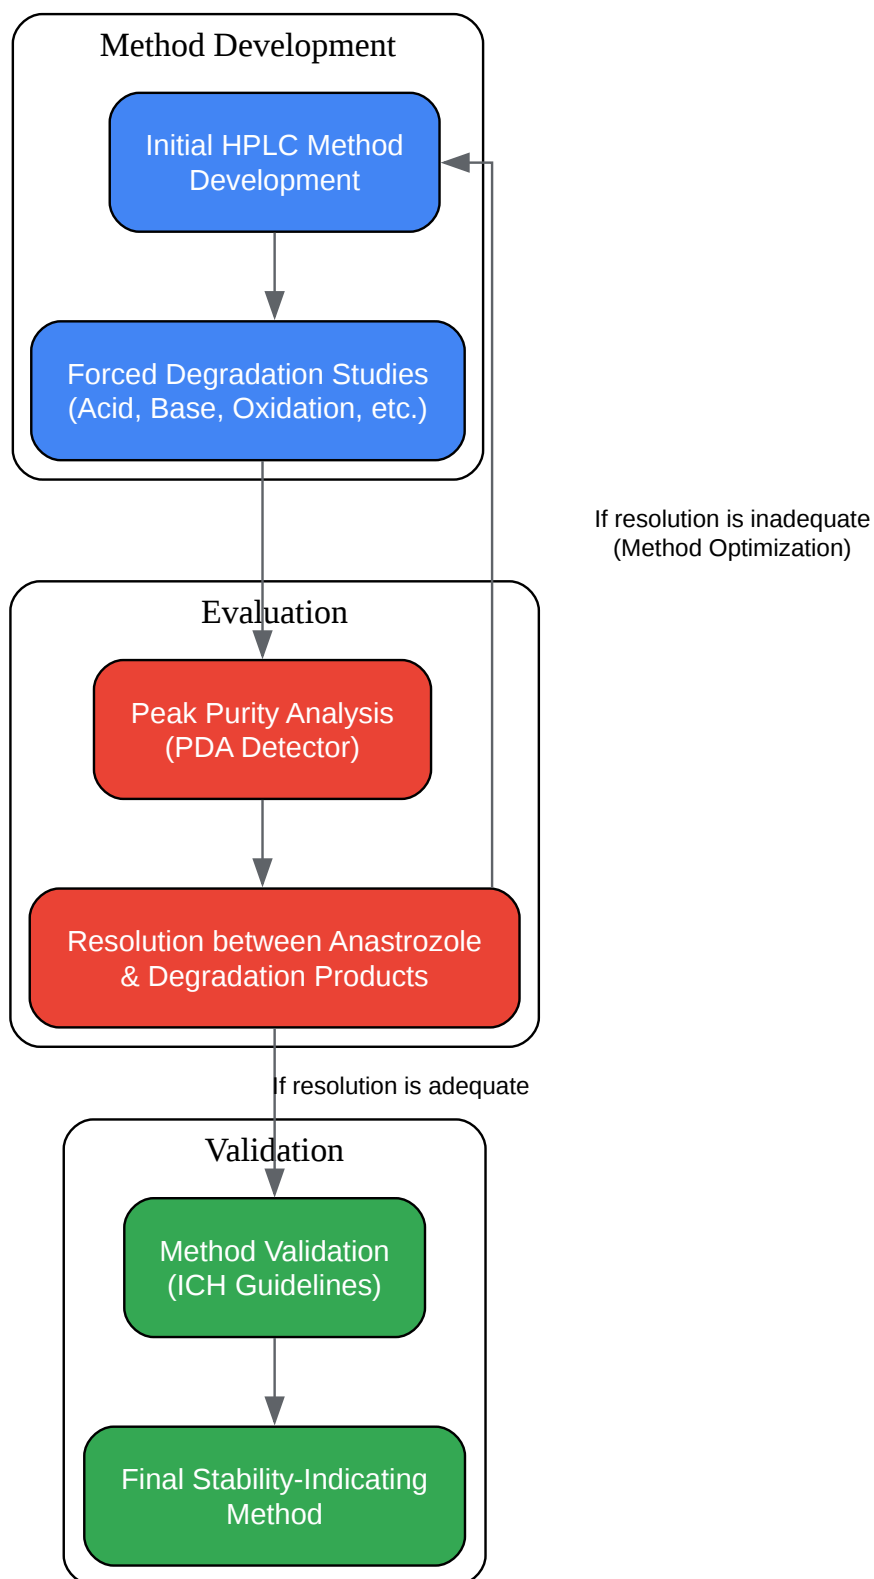 Method Development
Initial HPLC Method
Development
Forced Degradation Studies
(Acid, Base, Oxidation, etc.)
If resolution is inadequate
(Method Optimization)
Evaluation
Peak Purity Analysis
(PDA Detector)
Resolution between Anastrozole
& Degradation Products
If resolution is adequate
Validation
Method Validation
(ICH Guidelines)
Final Stability-Indicating
Method